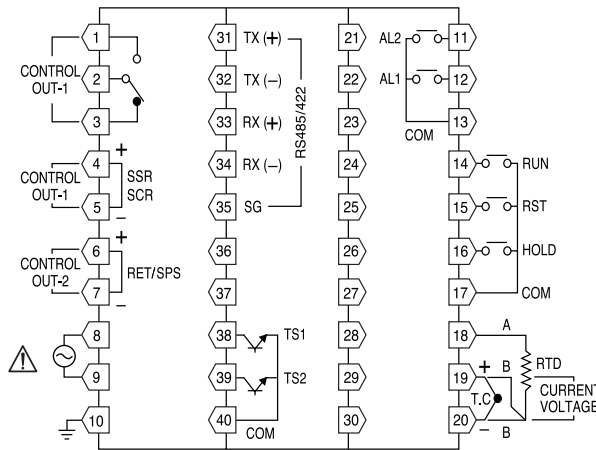 1
CONTROL
OUT-1
2
3
4
+
CONTROL
OUT-1
SSR
SCR
5
−
6
+
CONTROL
OUT-2
RET/SPS
7
−
8
9
10
31 TX (+)
32 TX (−)
33 RX (+)
34 RX (−)
35 SG
RS485/422
36
37
38 TS1
39 TS2
40 COM
21
22
23
24
25
26
27
28
29
30
AL2 11
AL1 12
COM 13
14 RUN
15 RST
16 HOLD
17 COM
18 A
RTD
19 + B
T.C
CURRENT
VOLTAGE
20 − B